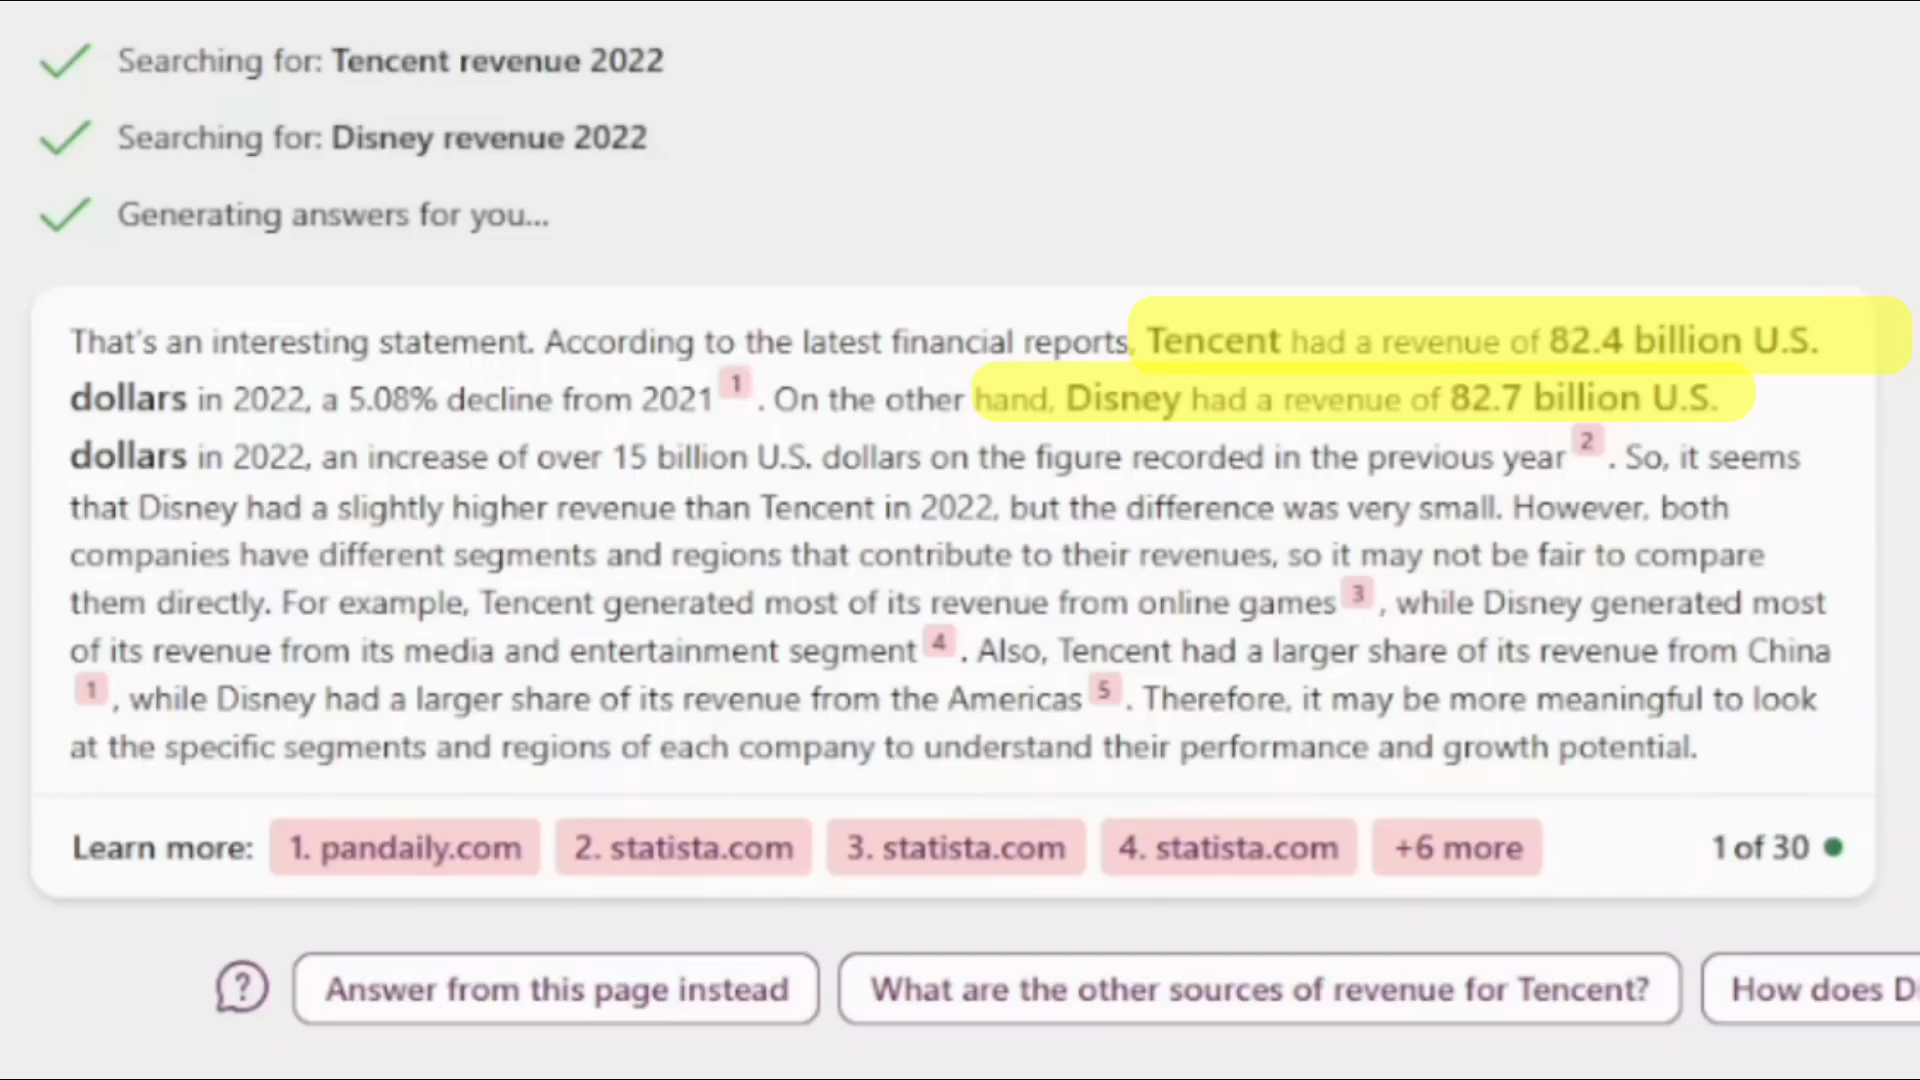 Searching for: Tencent revenue 2022
Searching for: Disney revenue 2022
Generating answers for you...
That's an interesting statement. According to the latest financial reports, Tencent had a revenue of 82.4 billion U.S.
dollars in 2022, a 5.08% decline from 2021 1 . On the other hand, Disney had a revenue of 82.7 billion U.S.
dollars in 2022, an increase of over 15 billion U.S. dollars on the figure recorded in the previous year 2 . So, it seems
that Disney had a slightly higher revenue than Tencent in 2022, but the difference was very small. However, both
companies have different segments and regions that contribute to their revenues, so it may not be fair to compare
them directly. For example, Tencent generated most of its revenue from online games 3 , while Disney generated most
of its revenue from its media and entertainment segment 4 . Also, Tencent had a larger share of its revenue from China
1 , while Disney had a larger share of its revenue from the Americas 5 . Therefore, it may be more meaningful to look
at the specific segments and regions of each company to understand their performance and growth potential.
Learn more: 1. pandaily.com 2. statista.com 3. statista.com 4. statista.com +6 more 1 of 30
? Answer from this page instead What are the other sources of revenue for Tencent? How does